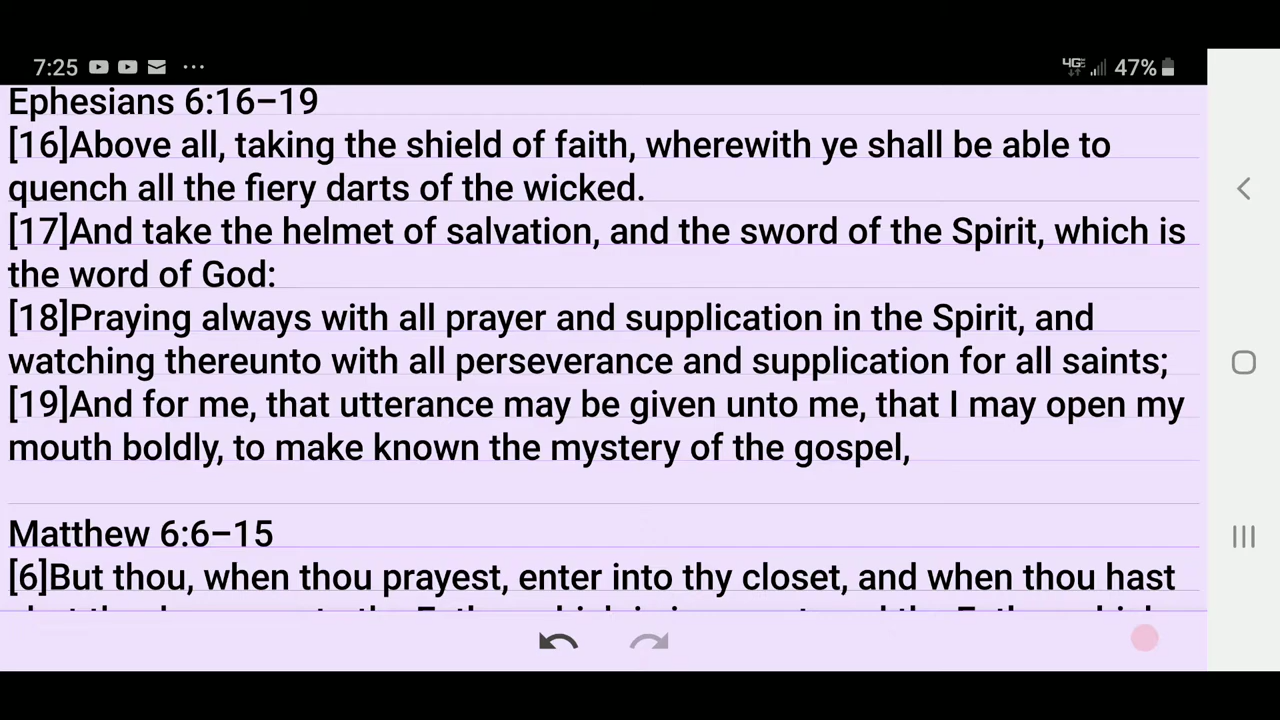 7:25 ... 4GE 47%
Ephesians 6:16–19
[16]Above all, taking the shield of faith, wherewith ye shall be able to
quench all the fiery darts of the wicked.
[17]And take the helmet of salvation, and the sword of the Spirit, which is
the word of God:
[18]Praying always with all prayer and supplication in the Spirit, and
watching thereunto with all perseverance and supplication for all saints;
[19]And for me, that utterance may be given unto me, that I may open my
mouth boldly, to make known the mystery of the gospel,
Matthew 6:6–15
[6]But thou, when thou prayest, enter into thy closet, and when thou hast